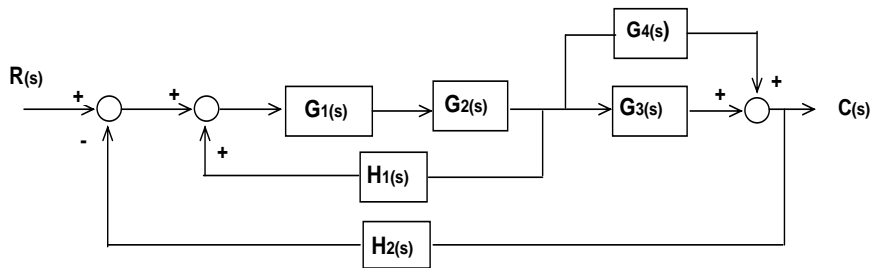 G4(s)
R(s)
+
+
+
+
G1(s)
G2(s)
G3(s)
+
C(s)
-
+
H1(s)
H2(s)